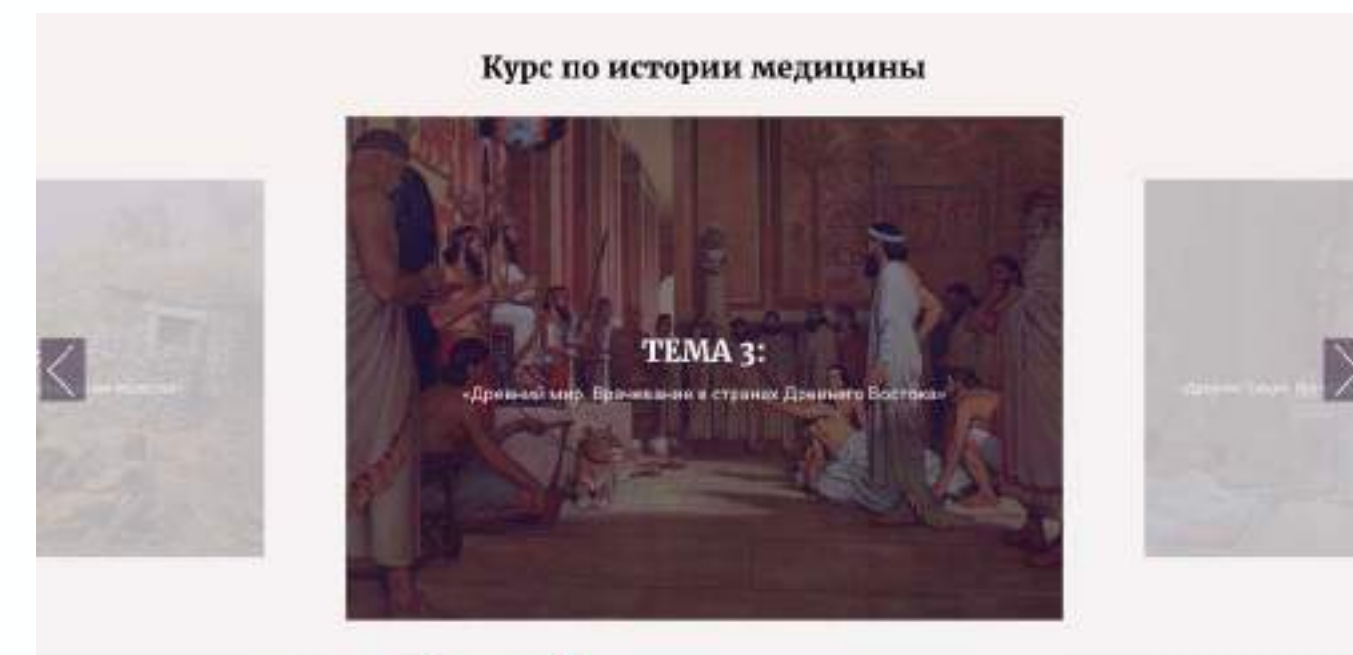 Курс по истории медицины
ТЕМА 3:
«Древний мир. Врачевание в странах Древнего Востока»